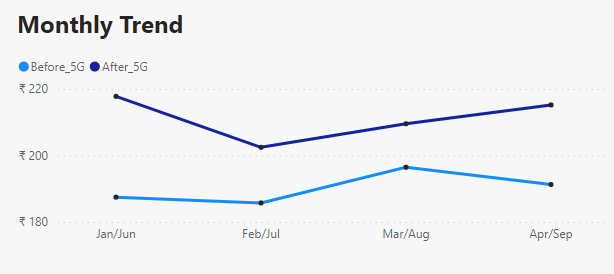 Monthly Trend
Before_5G After_5G
₹ 220
₹ 200
₹ 180
Jan/Jun Feb/Jul Mar/Aug Apr/Sep